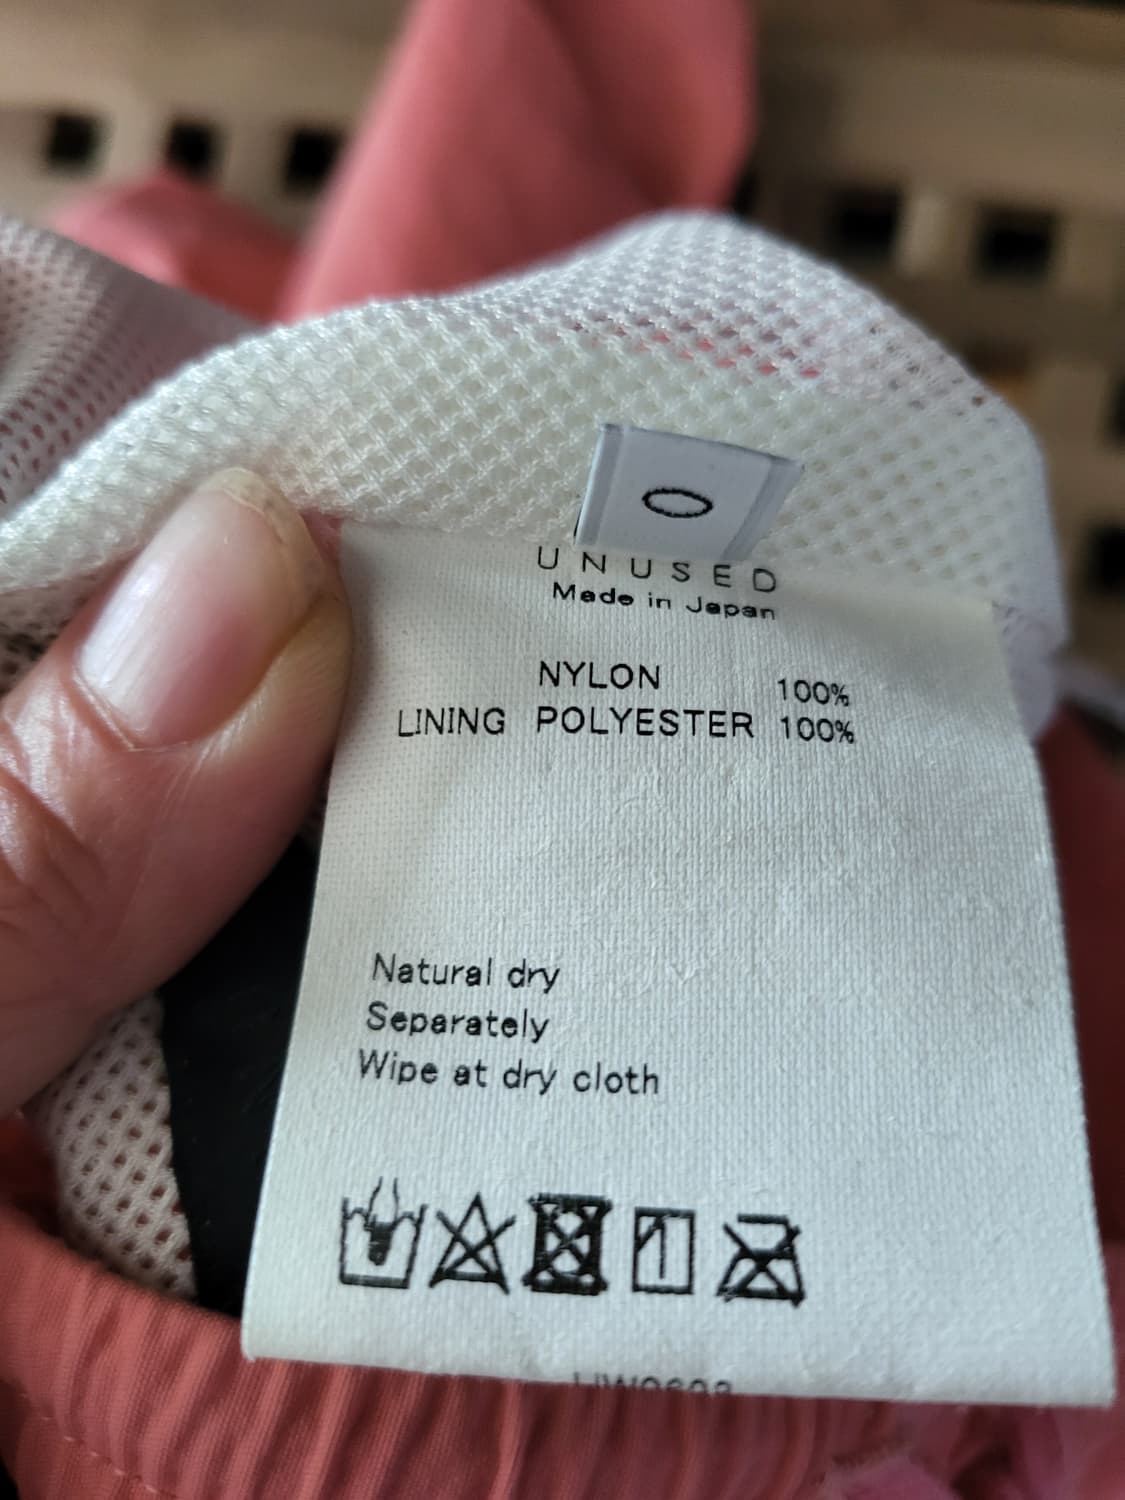 0
UNUSED
Made in Japan
NYLON 100%
LINING POLYESTER 100%
Natural dry
Separately
Wipe at dry cloth